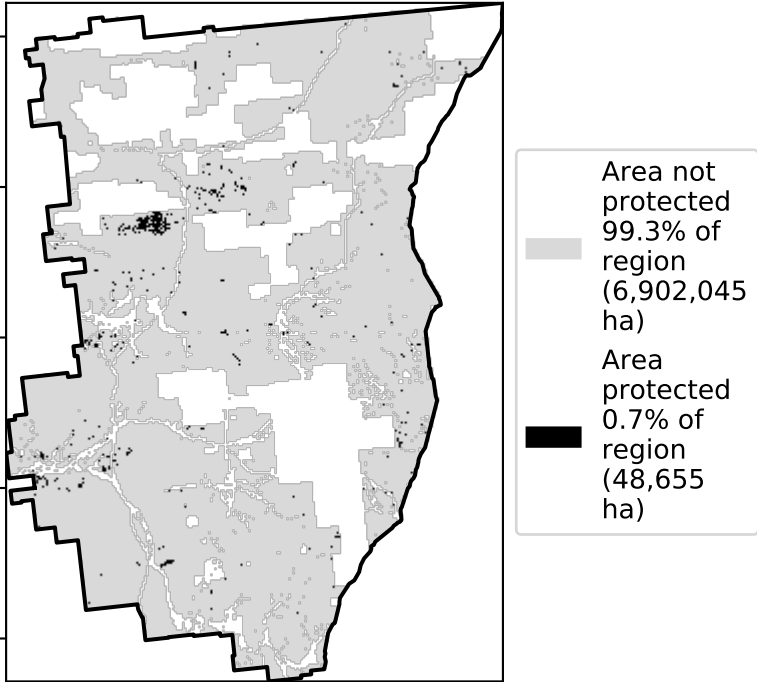 Area not
protected
99.3% of
region
(6,902,045
ha)
Area
protected
0.7% of
region
(48,655
ha)